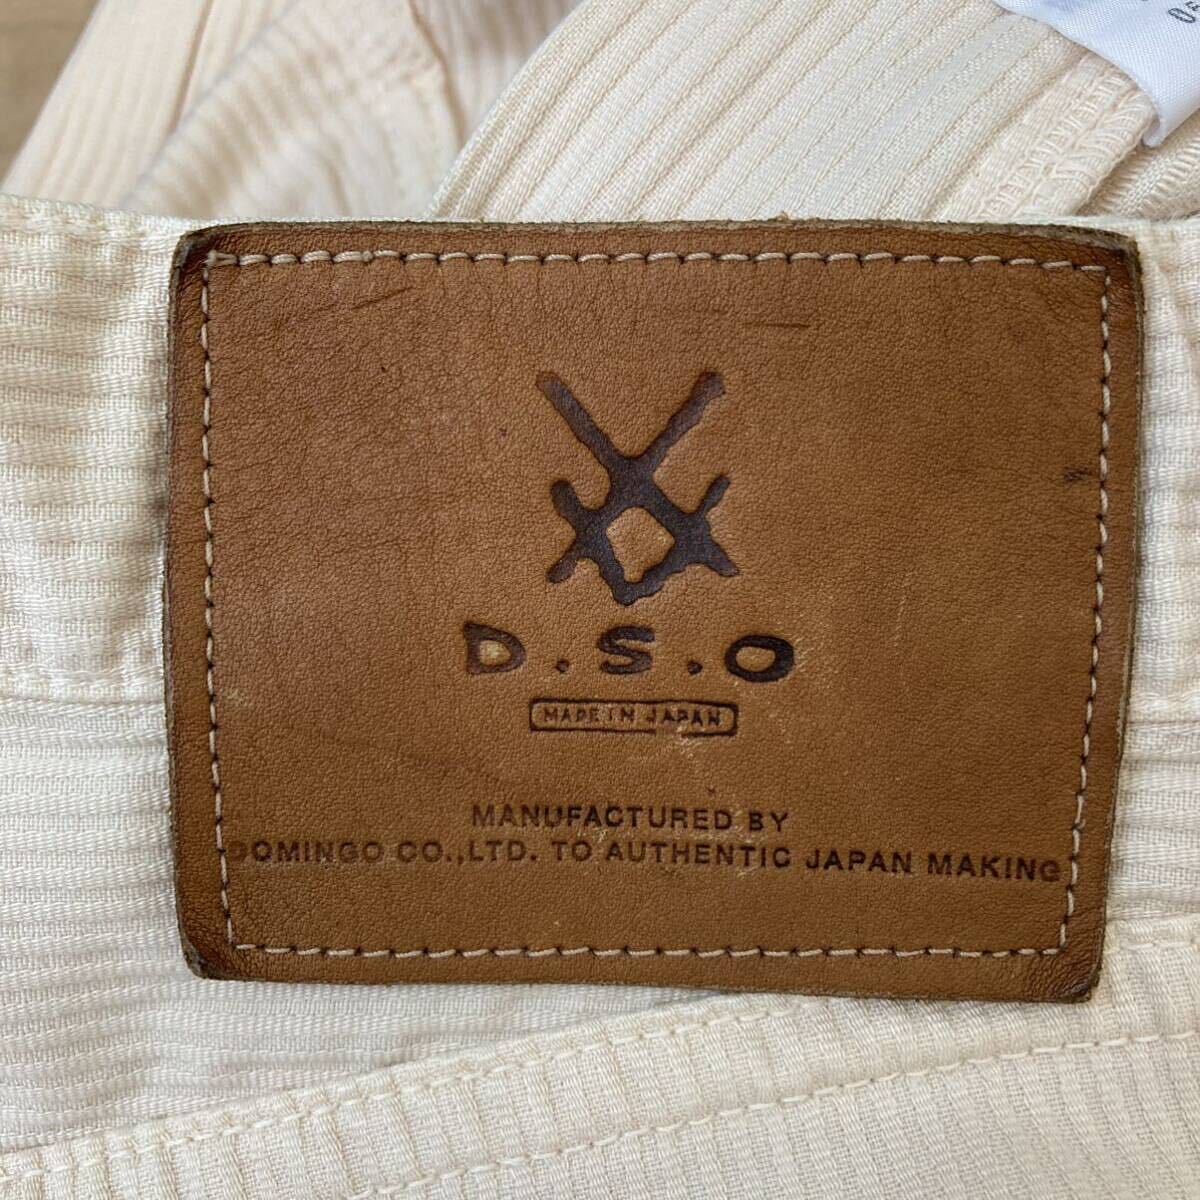 D.S.O
MADE IN JAPAN
MANUFACTURED BY
DOMINGO CO.,LTD. TO AUTHENTIC JAPAN MAKING